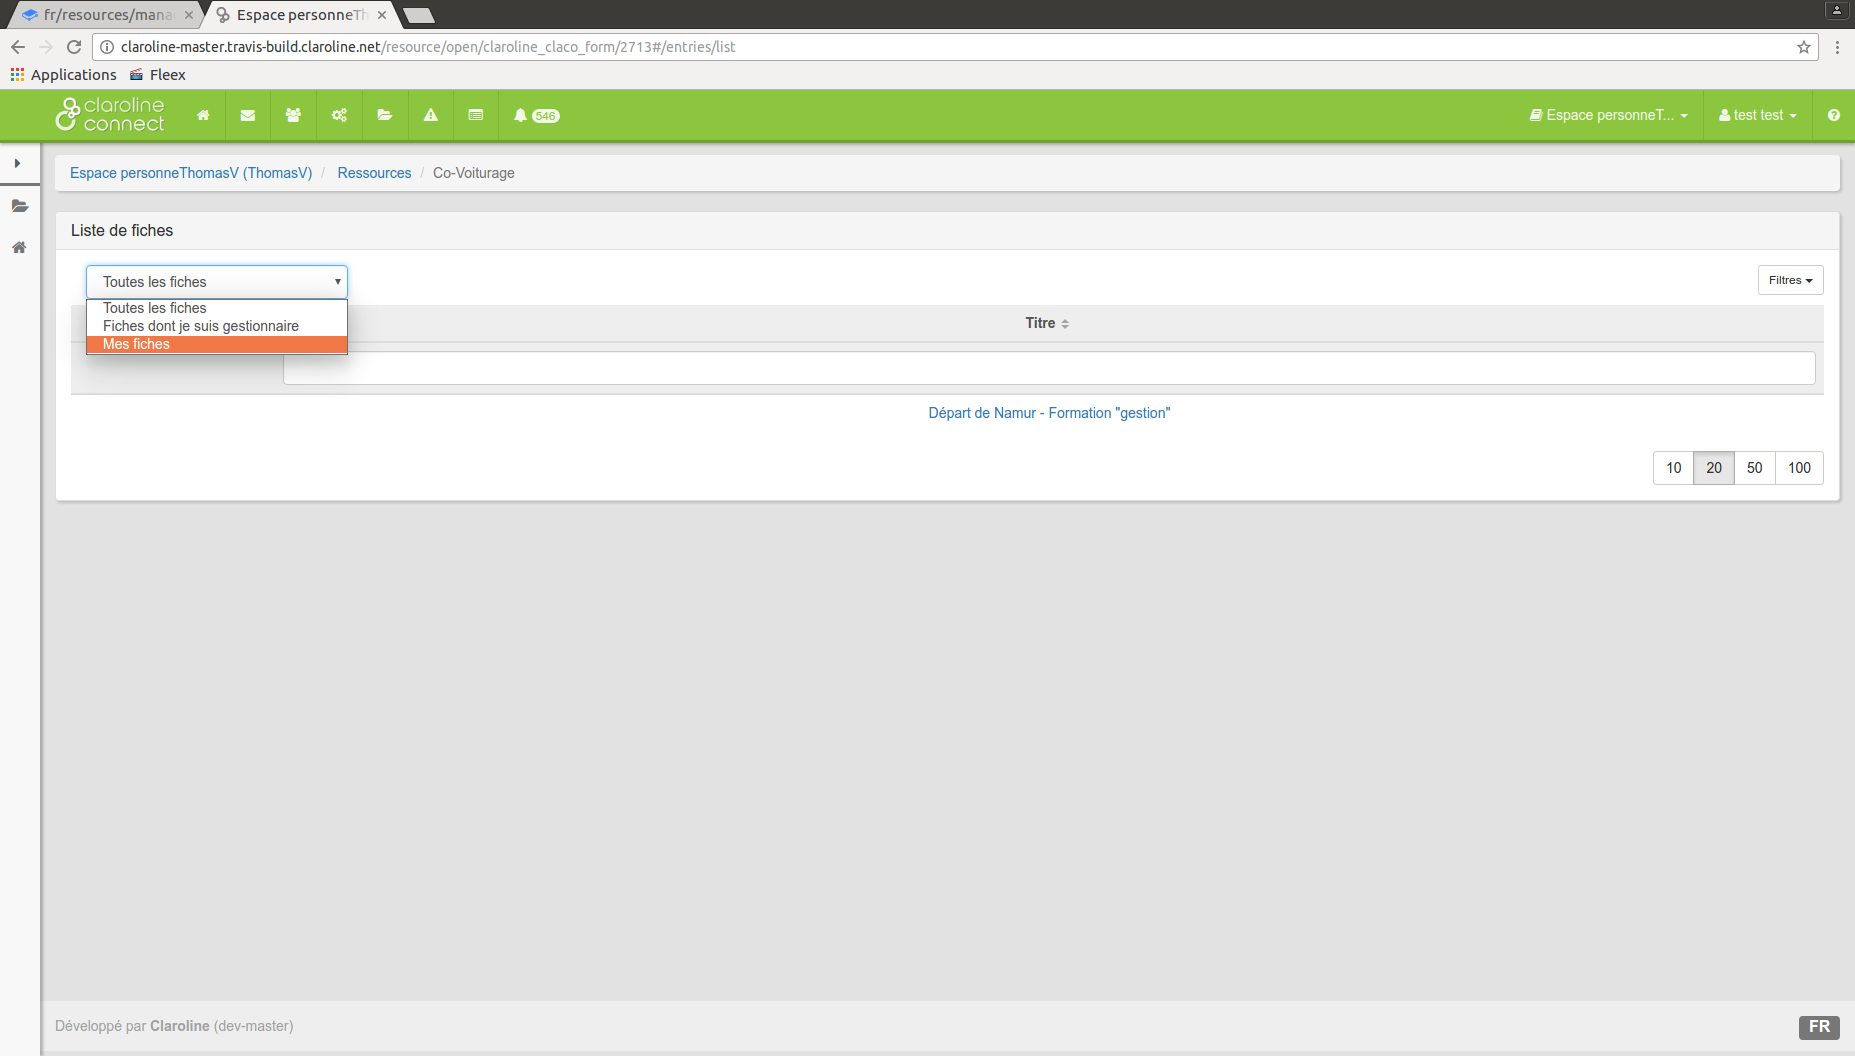 fr/resources/mana
Espace personneTh
claroline-master.travis-build.claroline.net/resource/open/claroline_claco_form/2713#/entries/list
Applications
Fleex
claroline
connect
546
Espace personneT...
test test
Espace personneThomasV (ThomasV) / Ressources / Co-Voiturage
Liste de fiches
Toutes les fiches
Filtres
Toutes les fiches
Fiches dont je suis gestionnaire
Mes fiches
Titre
Départ de Namur - Formation "gestion"
10 20 50 100
Développé par Claroline (dev-master)
FR